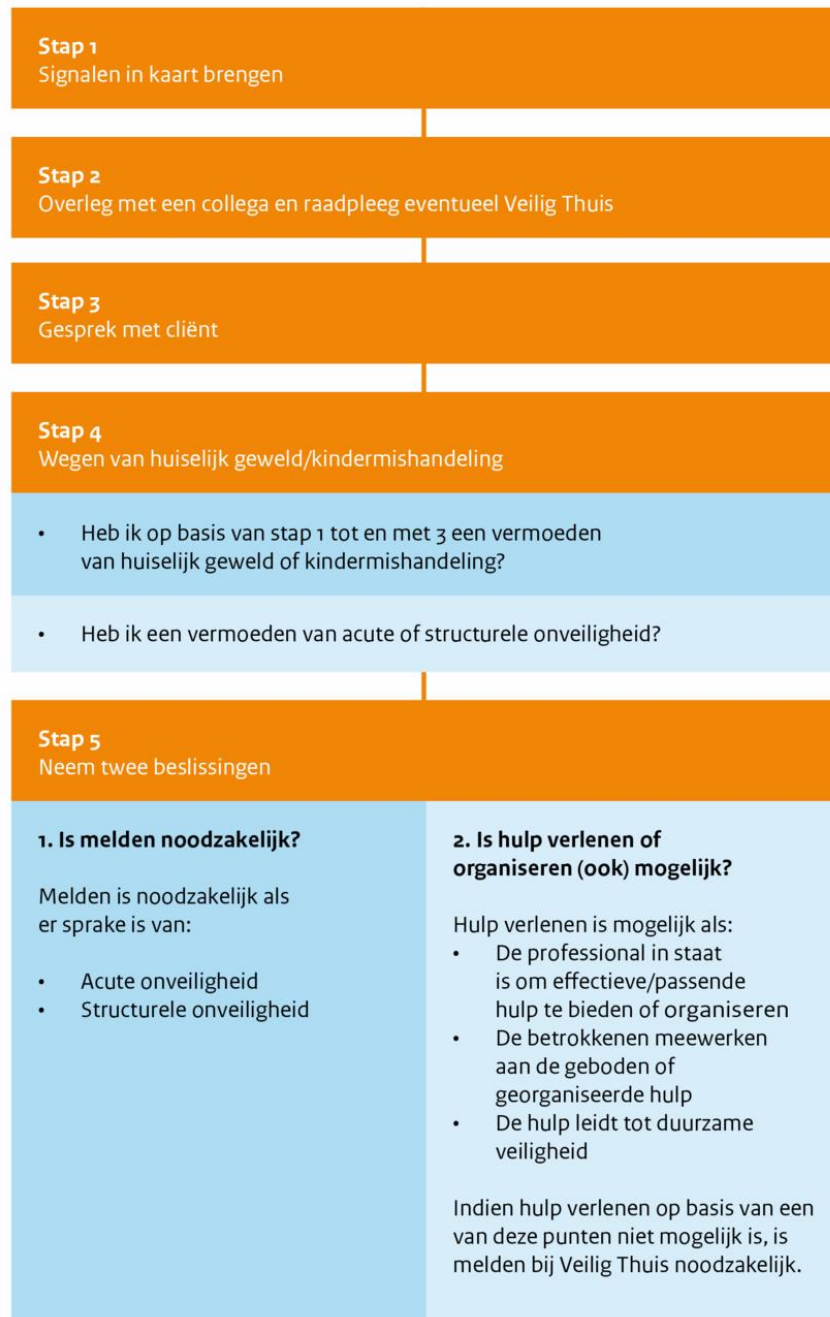 Stap 1
Signalen in kaart brengen
Stap 2
Overleg met een collega en raadpleeg eventueel Veilig Thuis
Stap 3
Gesprek met cliënt
Stap 4
Wegen van huiselijk geweld/kindermishandeling
• Heb ik op basis van stap 1 tot en met 3 een vermoeden
van huiselijk geweld of kindermishandeling?
• Heb ik een vermoeden van acute of structurele onveiligheid?
Stap 5
Neem twee beslissingen
1. Is melden noodzakelijk?
Melden is noodzakelijk als
er sprake is van:
• Acute onveiligheid
• Structurele onveiligheid
2. Is hulp verlenen of
organiseren (ook) mogelijk?
Hulp verlenen is mogelijk als:
• De professional in staat
is om effectieve/passende
hulp te bieden of organiseren
• De betrokkenen meewerken
aan de geboden of
georganiseerde hulp
• De hulp leidt tot duurzame
veiligheid
Indien hulp verlenen op basis van een
van deze punten niet mogelijk is, is
melden bij Veilig Thuis noodzakelijk.